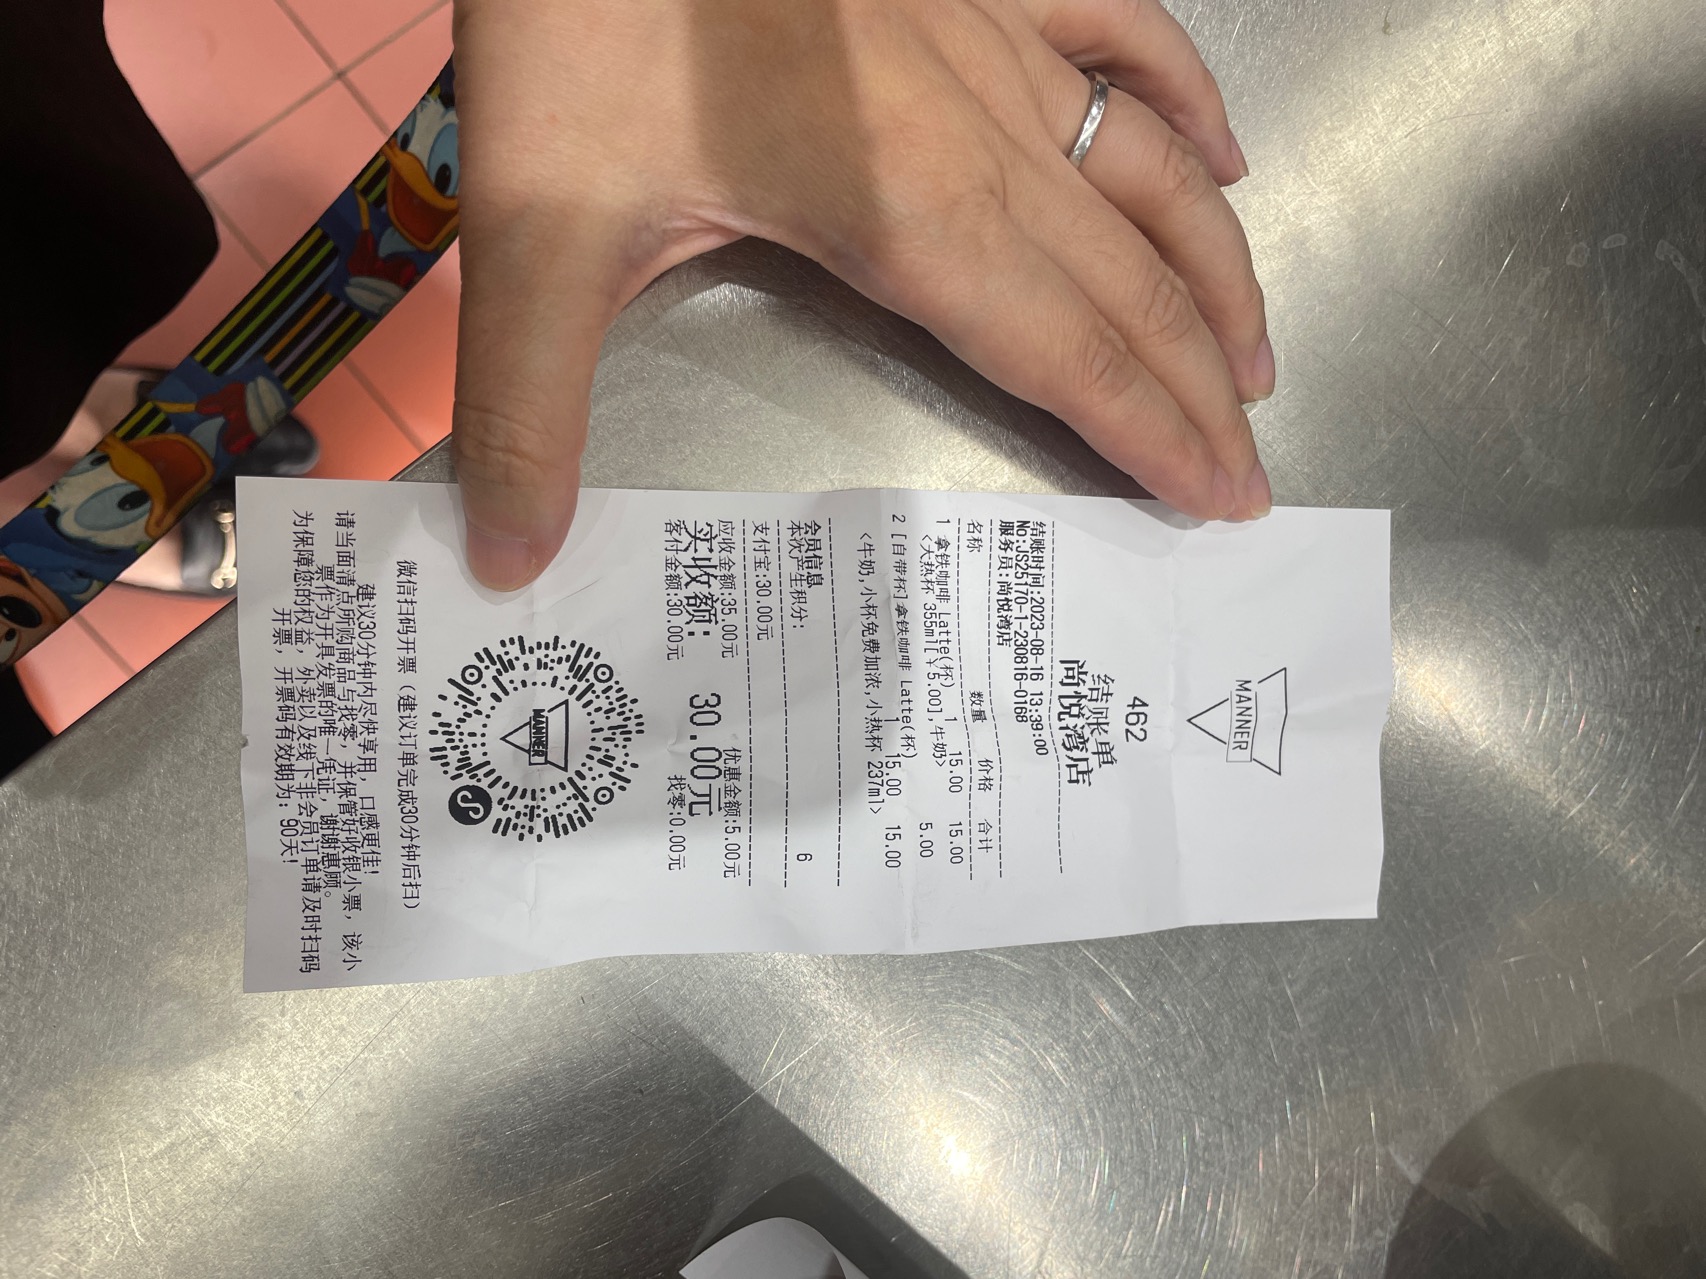 MANNER
462
结账单
尚悦湾店
结账时间:2023-08-16 13:39:00
No:JS25170-1-230816-0168
服务员:尚悦湾店
名称 数量 价格 合计
1 拿铁咖啡 Latte(杯) 1 15.00 15.00
<大热杯 355ml[￥5.00],牛奶> 5.00
2 [自带杯]拿铁咖啡 Latte(杯)
1 15.00 15.00
<牛奶,小杯免费加浓,小热杯 237ml>
会员信息
本次产生积分: 6
支付宝:30.00元
应收金额:35.00元 优惠金额:5.00元
实收额: 30.00元
客付金额:30.00元 找零:0.00元
MANNER
微信扫码开票（建议订单完成30分钟后扫）
建议30分钟内尽快享用，口感更佳!
请当面清点所购商品与找零，并保管好收银小票，该小
票作为开具发票的唯一凭证，谢谢惠顾。
为保障您的权益，外卖以及线下非会员订单请及时扫码
开票，开票码有效期为：90天!